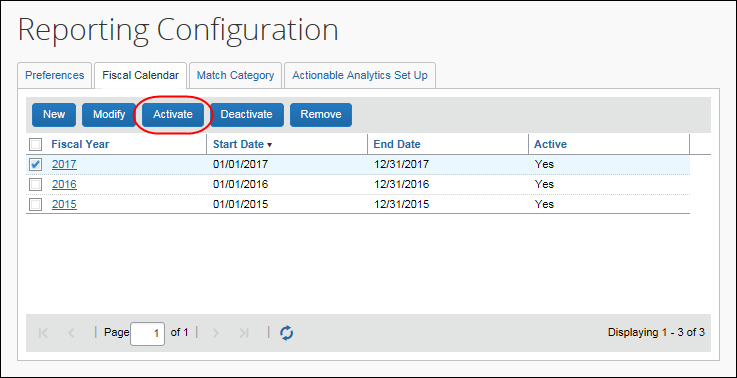 Reporting Configuration
Preferences Fiscal Calendar Match Category Actionable Analytics Set Up
New Modify Activate Deactivate Remove
Fiscal Year Start Date End Date Active
2017 01/01/2017 12/31/2017 Yes
2016 01/01/2016 12/31/2016 Yes
2015 01/01/2015 12/31/2015 Yes
Page 1 of 1 Displaying 1 - 3 of 3